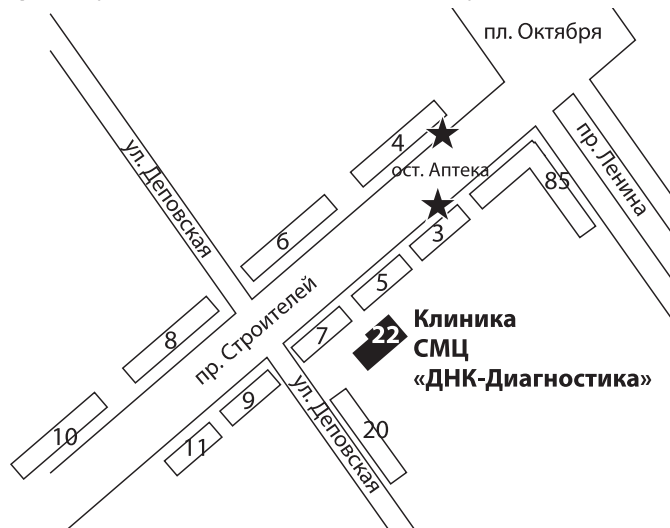 пл. Октября
ул. Деповская
4
ост. Аптека
пр. Ленина
85
6
3
5
8
пр. Строителей
7
22
Клиника
СМЦ
«ДНК-Диагностика»
10
9
11
ул. Деповская
20